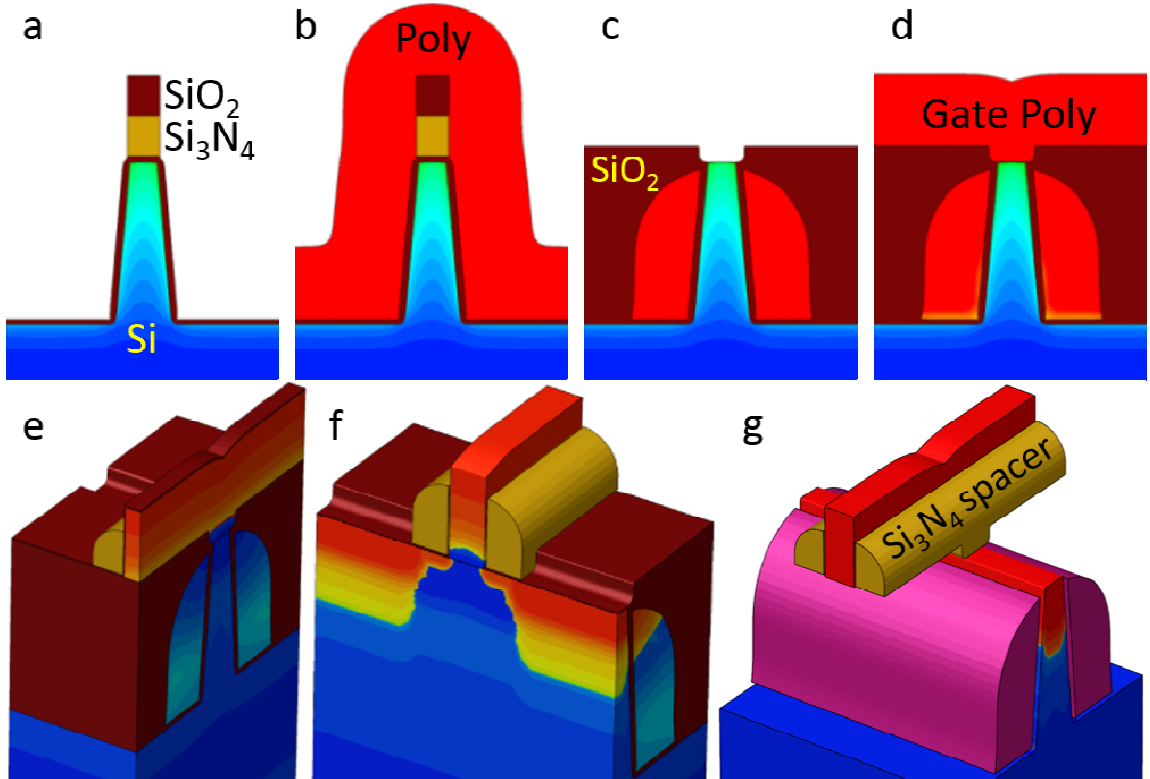 a
b
c
d
Poly
SiO₂
Si₃N₄
Si
SiO₂
Gate Poly
e
f
g
Si₃N₄ spacer